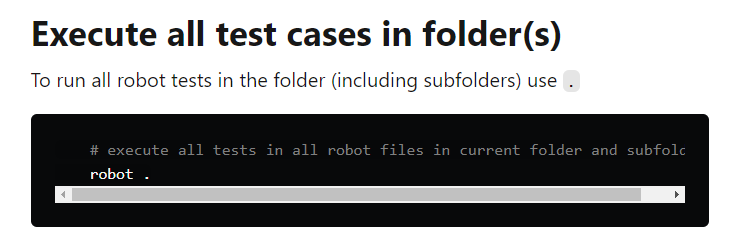 Execute all test cases in folder(s)
To run all robot tests in the folder (including subfolders) use .
# execute all tests in all robot files in current folder and subfold
robot .